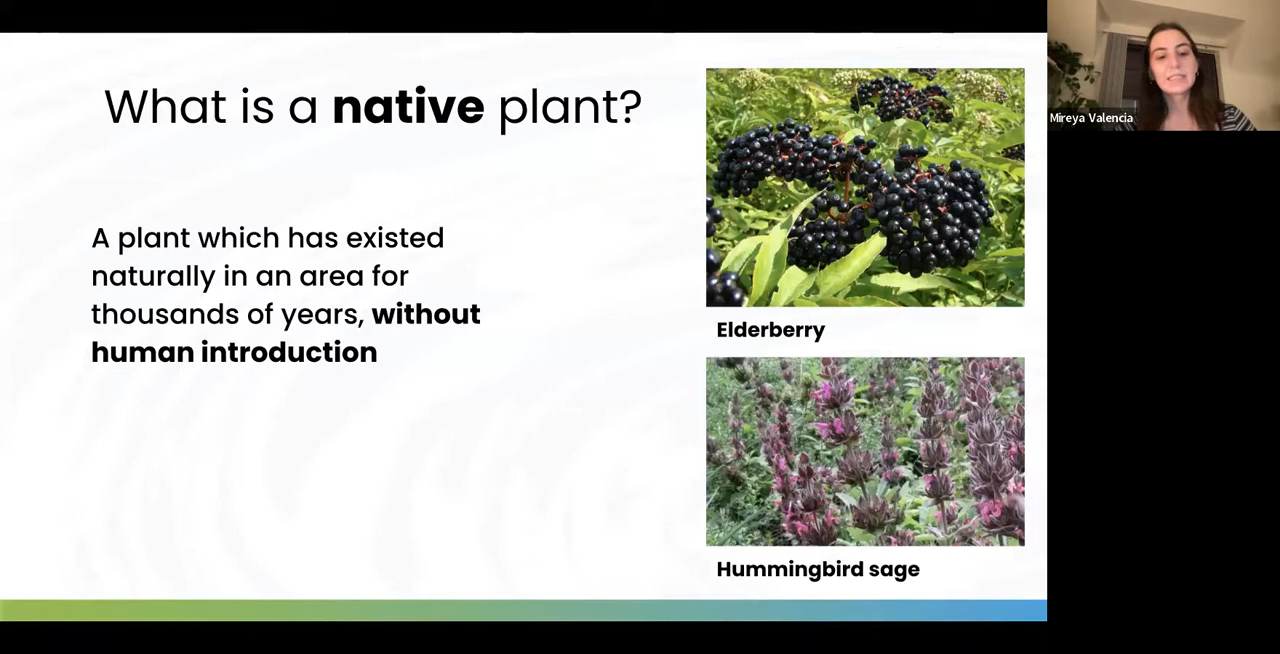 What is a native plant?
A plant which has existed
naturally in an area for
thousands of years, without
human introduction
Elderberry
Hummingbird sage
Mireya Valencia